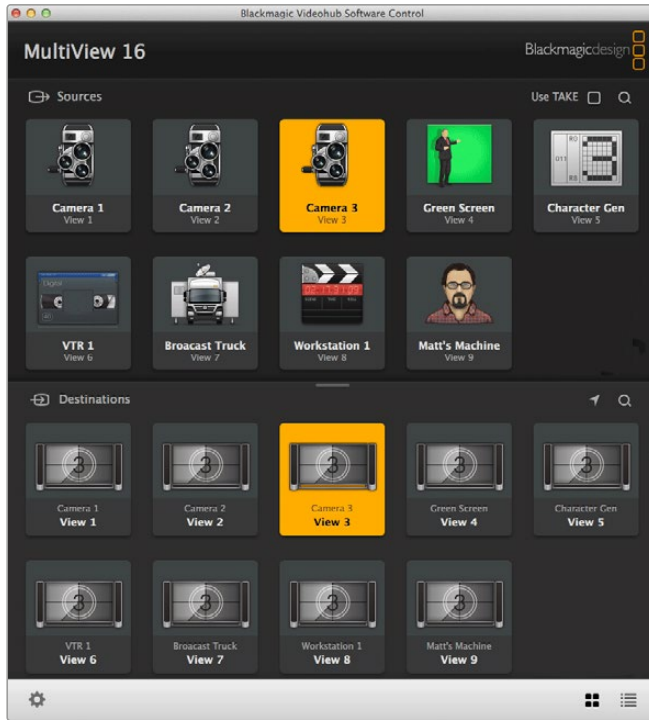 Blackmagic Videohub Software Control
MultiView 16
Blackmagicdesign
Sources
Use TAKE
Camera 1
View 1
Camera 2
View 2
Camera 3
View 3
Green Screen
View 4
Character Gen
View 5
VTR 1
View 6
Broacast Truck
View 7
Workstation 1
View 8
Matt's Machine
View 9
Destinations
Camera 1
View 1
Camera 2
View 2
Camera 3
View 3
Green Screen
View 4
Character Gen
View 5
VTR 1
View 6
Broacast Truck
View 7
Workstation 1
View 8
Matt's Machine
View 9